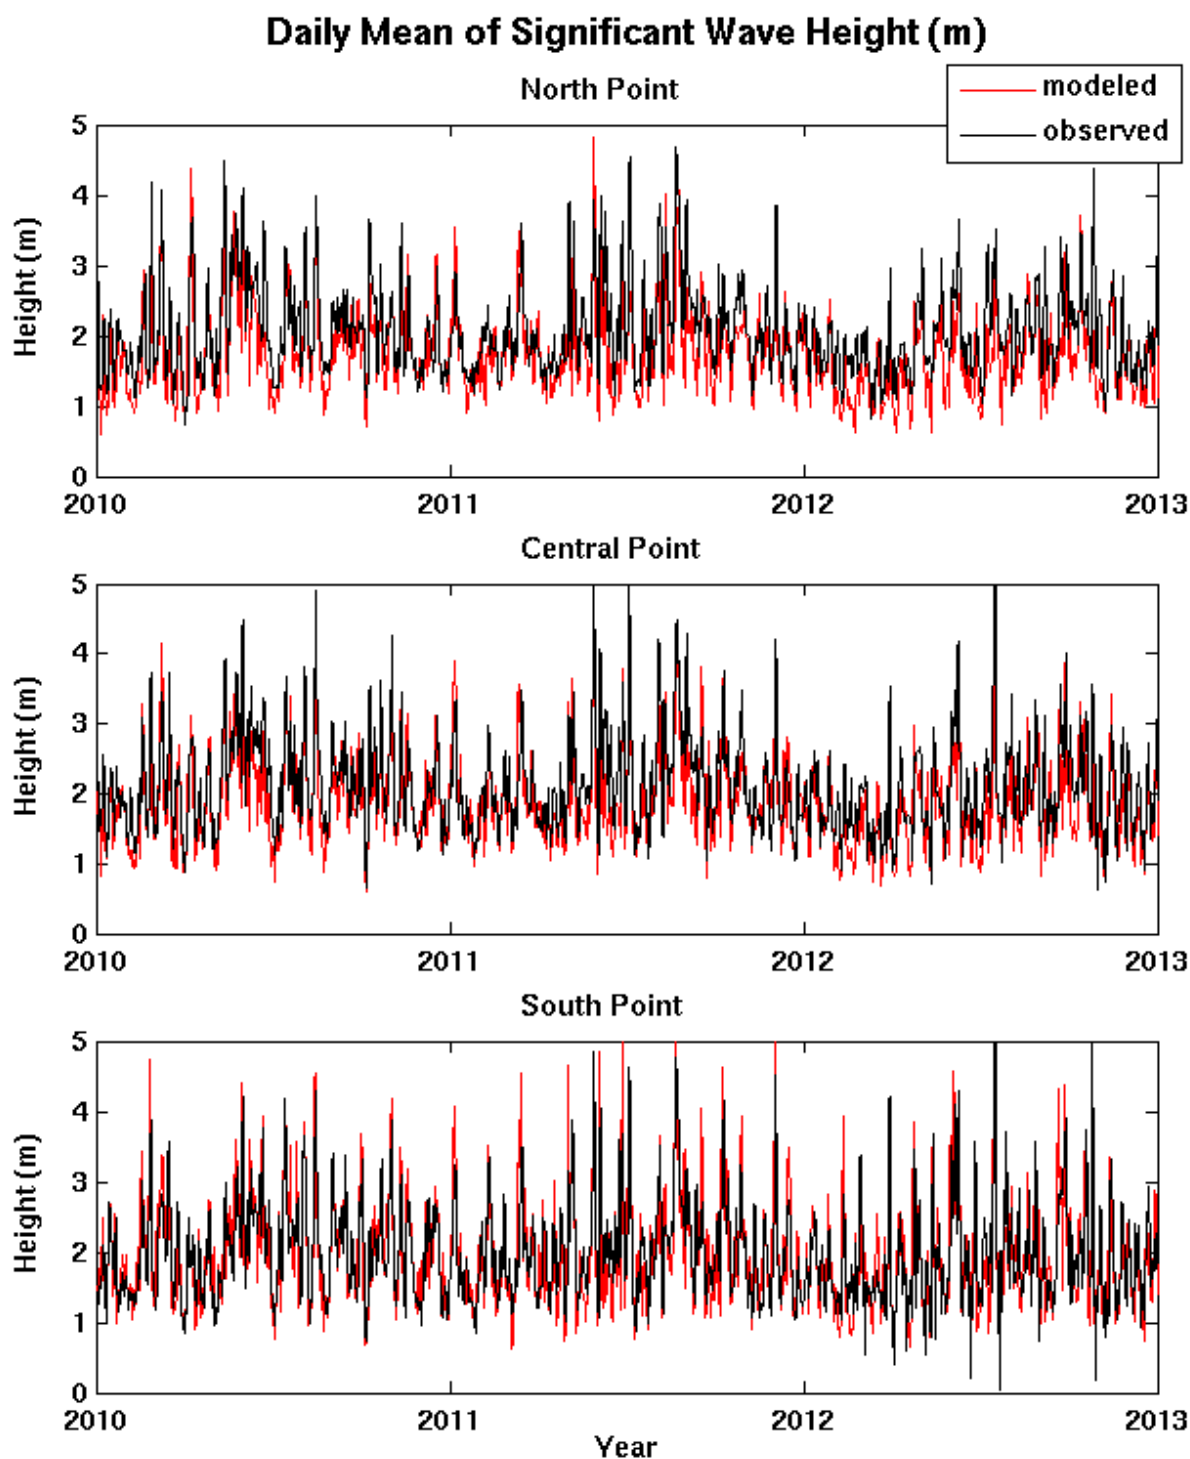 Daily Mean of Significant Wave Height (m)
North Point
modeled
observed
5
4
3
2
1
0
Height (m)
2010 2011 2012 2013
Central Point
5
4
3
2
1
0
Height (m)
2010 2011 2012 2013
South Point
5
4
3
2
1
0
Height (m)
2010 2011 2012 2013
Year